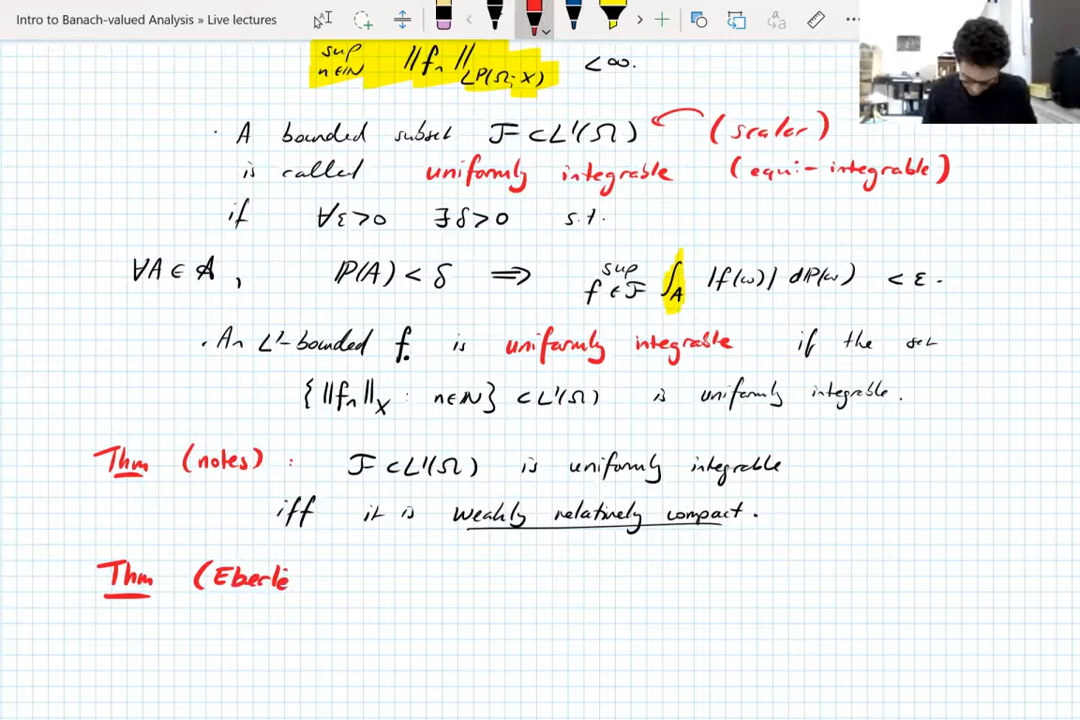 Intro to Banach-valued Analysis » Live lectures
sup n∈ℕ ‖fₙ‖_{Lᵖ(Ω;X)} < ∞.
· A bounded subset F ⊂ L¹(Ω) (scalar)
is called uniformly integrable (equi-integrable)
if ∀ε>0 ∃δ>0 s.t.
∀A ∈ 𝒜, P(A) < δ ⟹ sup f∈F ∫_A |f(ω)| dP(ω) < ε.
· An L¹-bounded f. is uniformly integrable if the set
{‖fₙ‖_X : n∈ℕ} ⊂ L¹(Ω) is uniformly integrable.
Thm (notes) : F ⊂ L¹(Ω) is uniformly integrable
iff it is weakly relatively compact.
Thm (Eberle